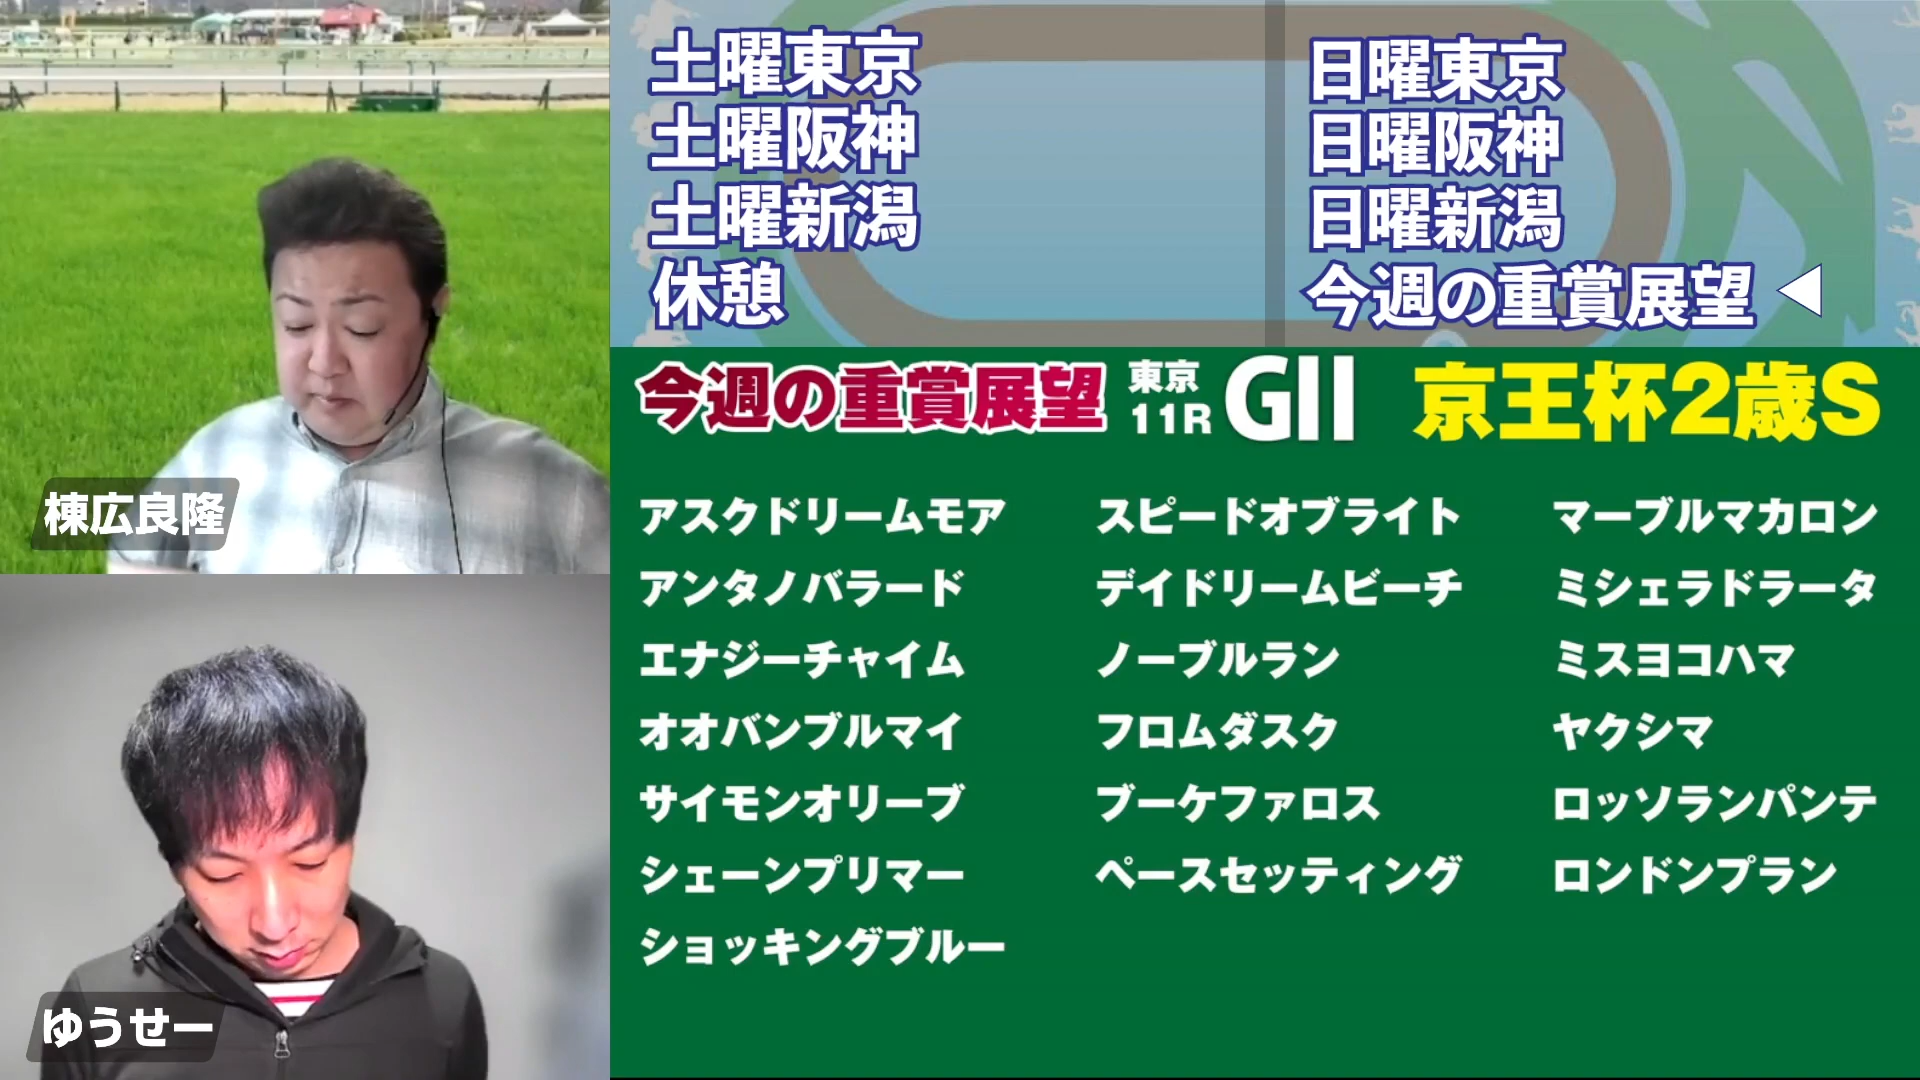 土曜東京
土曜阪神
土曜新潟
休憩
日曜東京
日曜阪神
日曜新潟
今週の重賞展望 ◀
今週の重賞展望 東京 11R GII 京王杯2歳S
アスクドリームモア
アンタノバラード
エナジーチャイム
オオバンブルマイ
サイモンオリーブ
シェーンプリマー
ショッキングブルー
スピードオブライト
デイドリームビーチ
ノーブルラン
フロムダスク
ブーケファロス
ペースセッティング
マーブルマカロン
ミシェラドラータ
ミスヨコハマ
ヤクシマ
ロッソランパンテ
ロンドンプラン
棟広良隆
ゆうせー